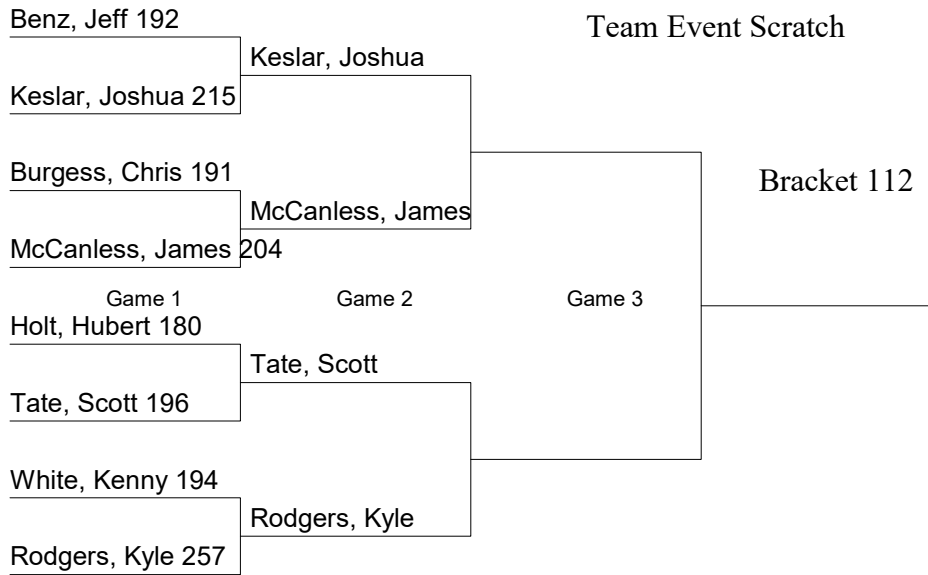 Benz, Jeff 192
Team Event Scratch
Keslar, Joshua
Keslar, Joshua 215
Burgess, Chris 191
Bracket 112
McCanless, James
McCanless, James 204
Game 1
Game 2
Game 3
Holt, Hubert 180
Tate, Scott
Tate, Scott 196
White, Kenny 194
Rodgers, Kyle
Rodgers, Kyle 257